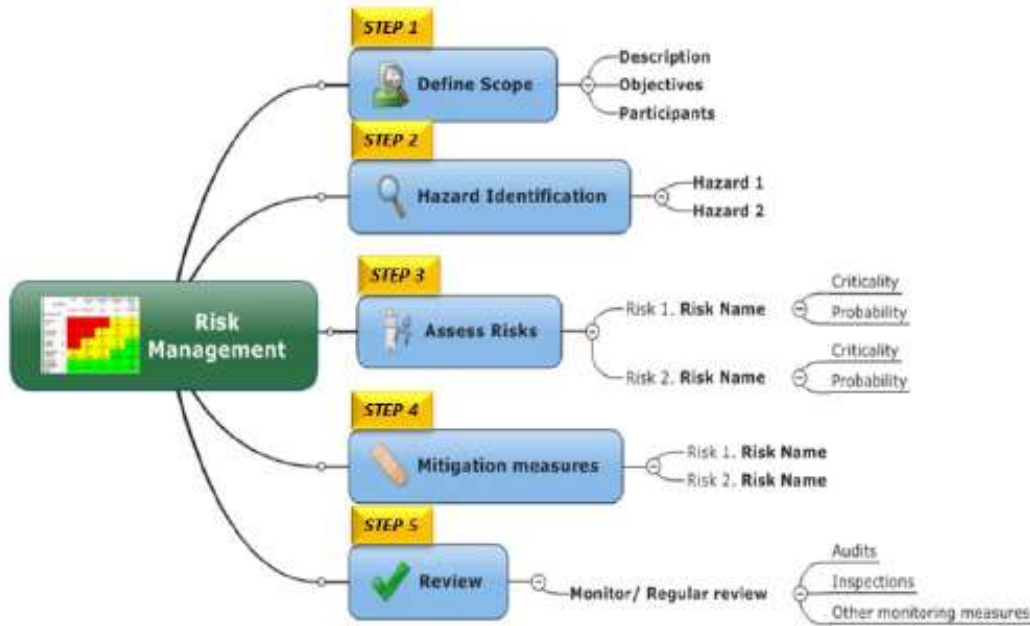 STEP 1
Define Scope
Description
Objectives
Participants
STEP 2
Hazard Identification
Hazard 1
Hazard 2
Risk
Management
STEP 3
Assess Risks
Risk 1. Risk Name
Criticality
Probability
Risk 2. Risk Name
Criticality
Probability
STEP 4
Mitigation measures
Risk 1. Risk Name
Risk 2. Risk Name
STEP 5
Review
Monitor/ Regular review
Audits
Inspections
Other monitoring measures